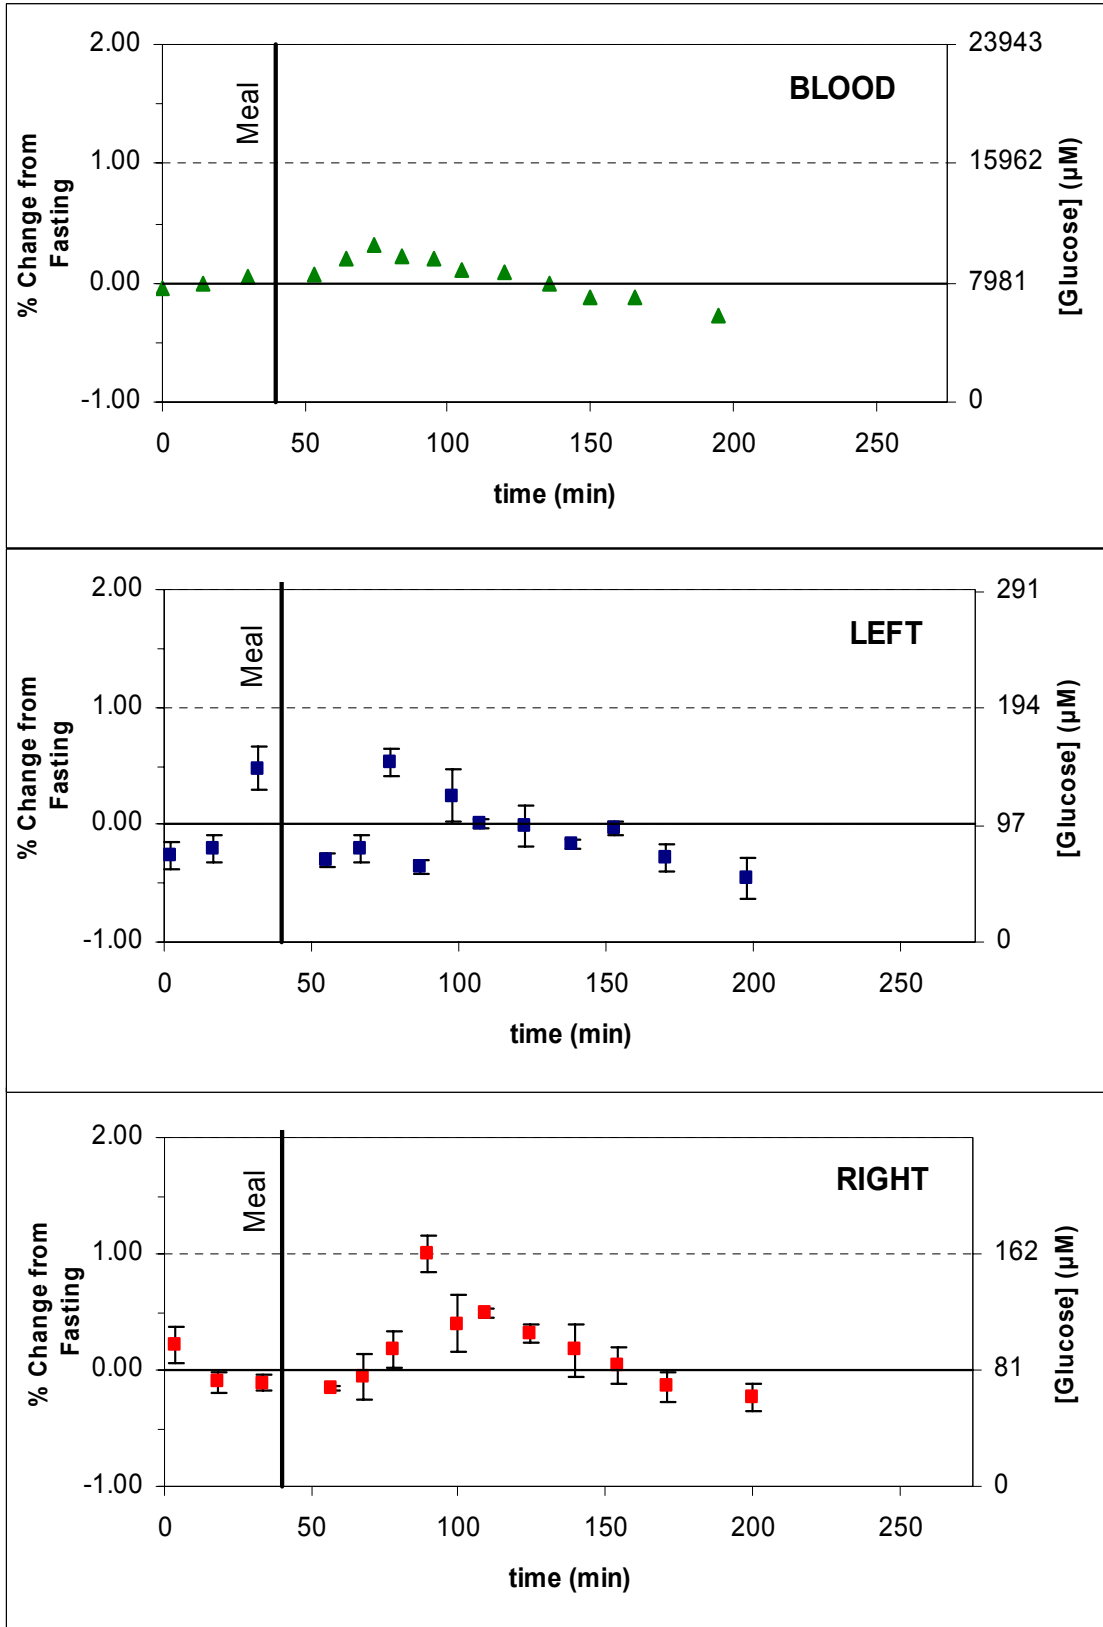 BLOOD
Meal
% Change from
Fasting
[Glucose] (µM)
2.00
1.00
0.00
-1.00
23943
15962
7981
0
0 50 100 150 200 250
time (min)
LEFT
Meal
% Change from
Fasting
[Glucose] (µM)
2.00
1.00
0.00
-1.00
291
194
97
0
0 50 100 150 200 250
time (min)
RIGHT
Meal
% Change from
Fasting
[Glucose] (µM)
2.00
1.00
0.00
-1.00
162
81
0
0 50 100 150 200 250
time (min)